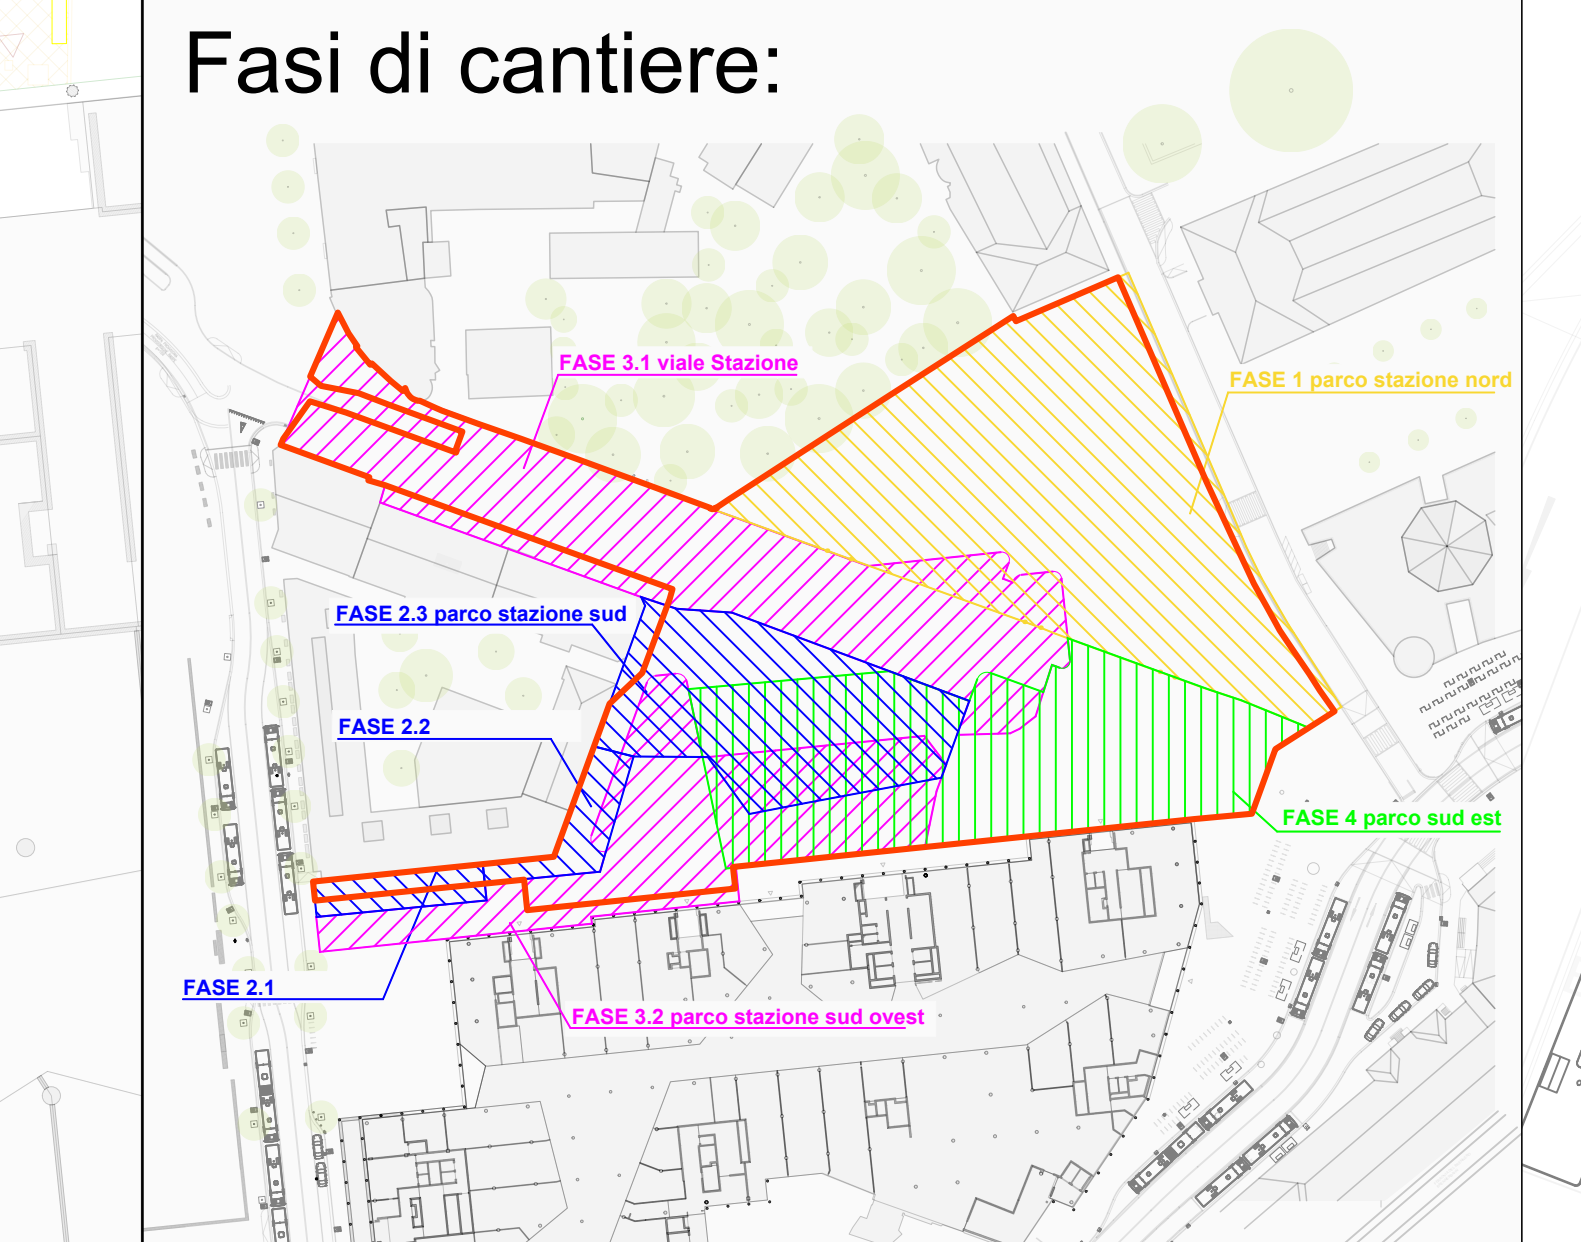 Fasi di cantiere:
FASE 3.1 viale Stazione
FASE 1 parco stazione nord
FASE 2.3 parco stazione sud
FASE 2.2
FASE 4 parco sud est
FASE 2.1
FASE 3.2 parco stazione sud ovest